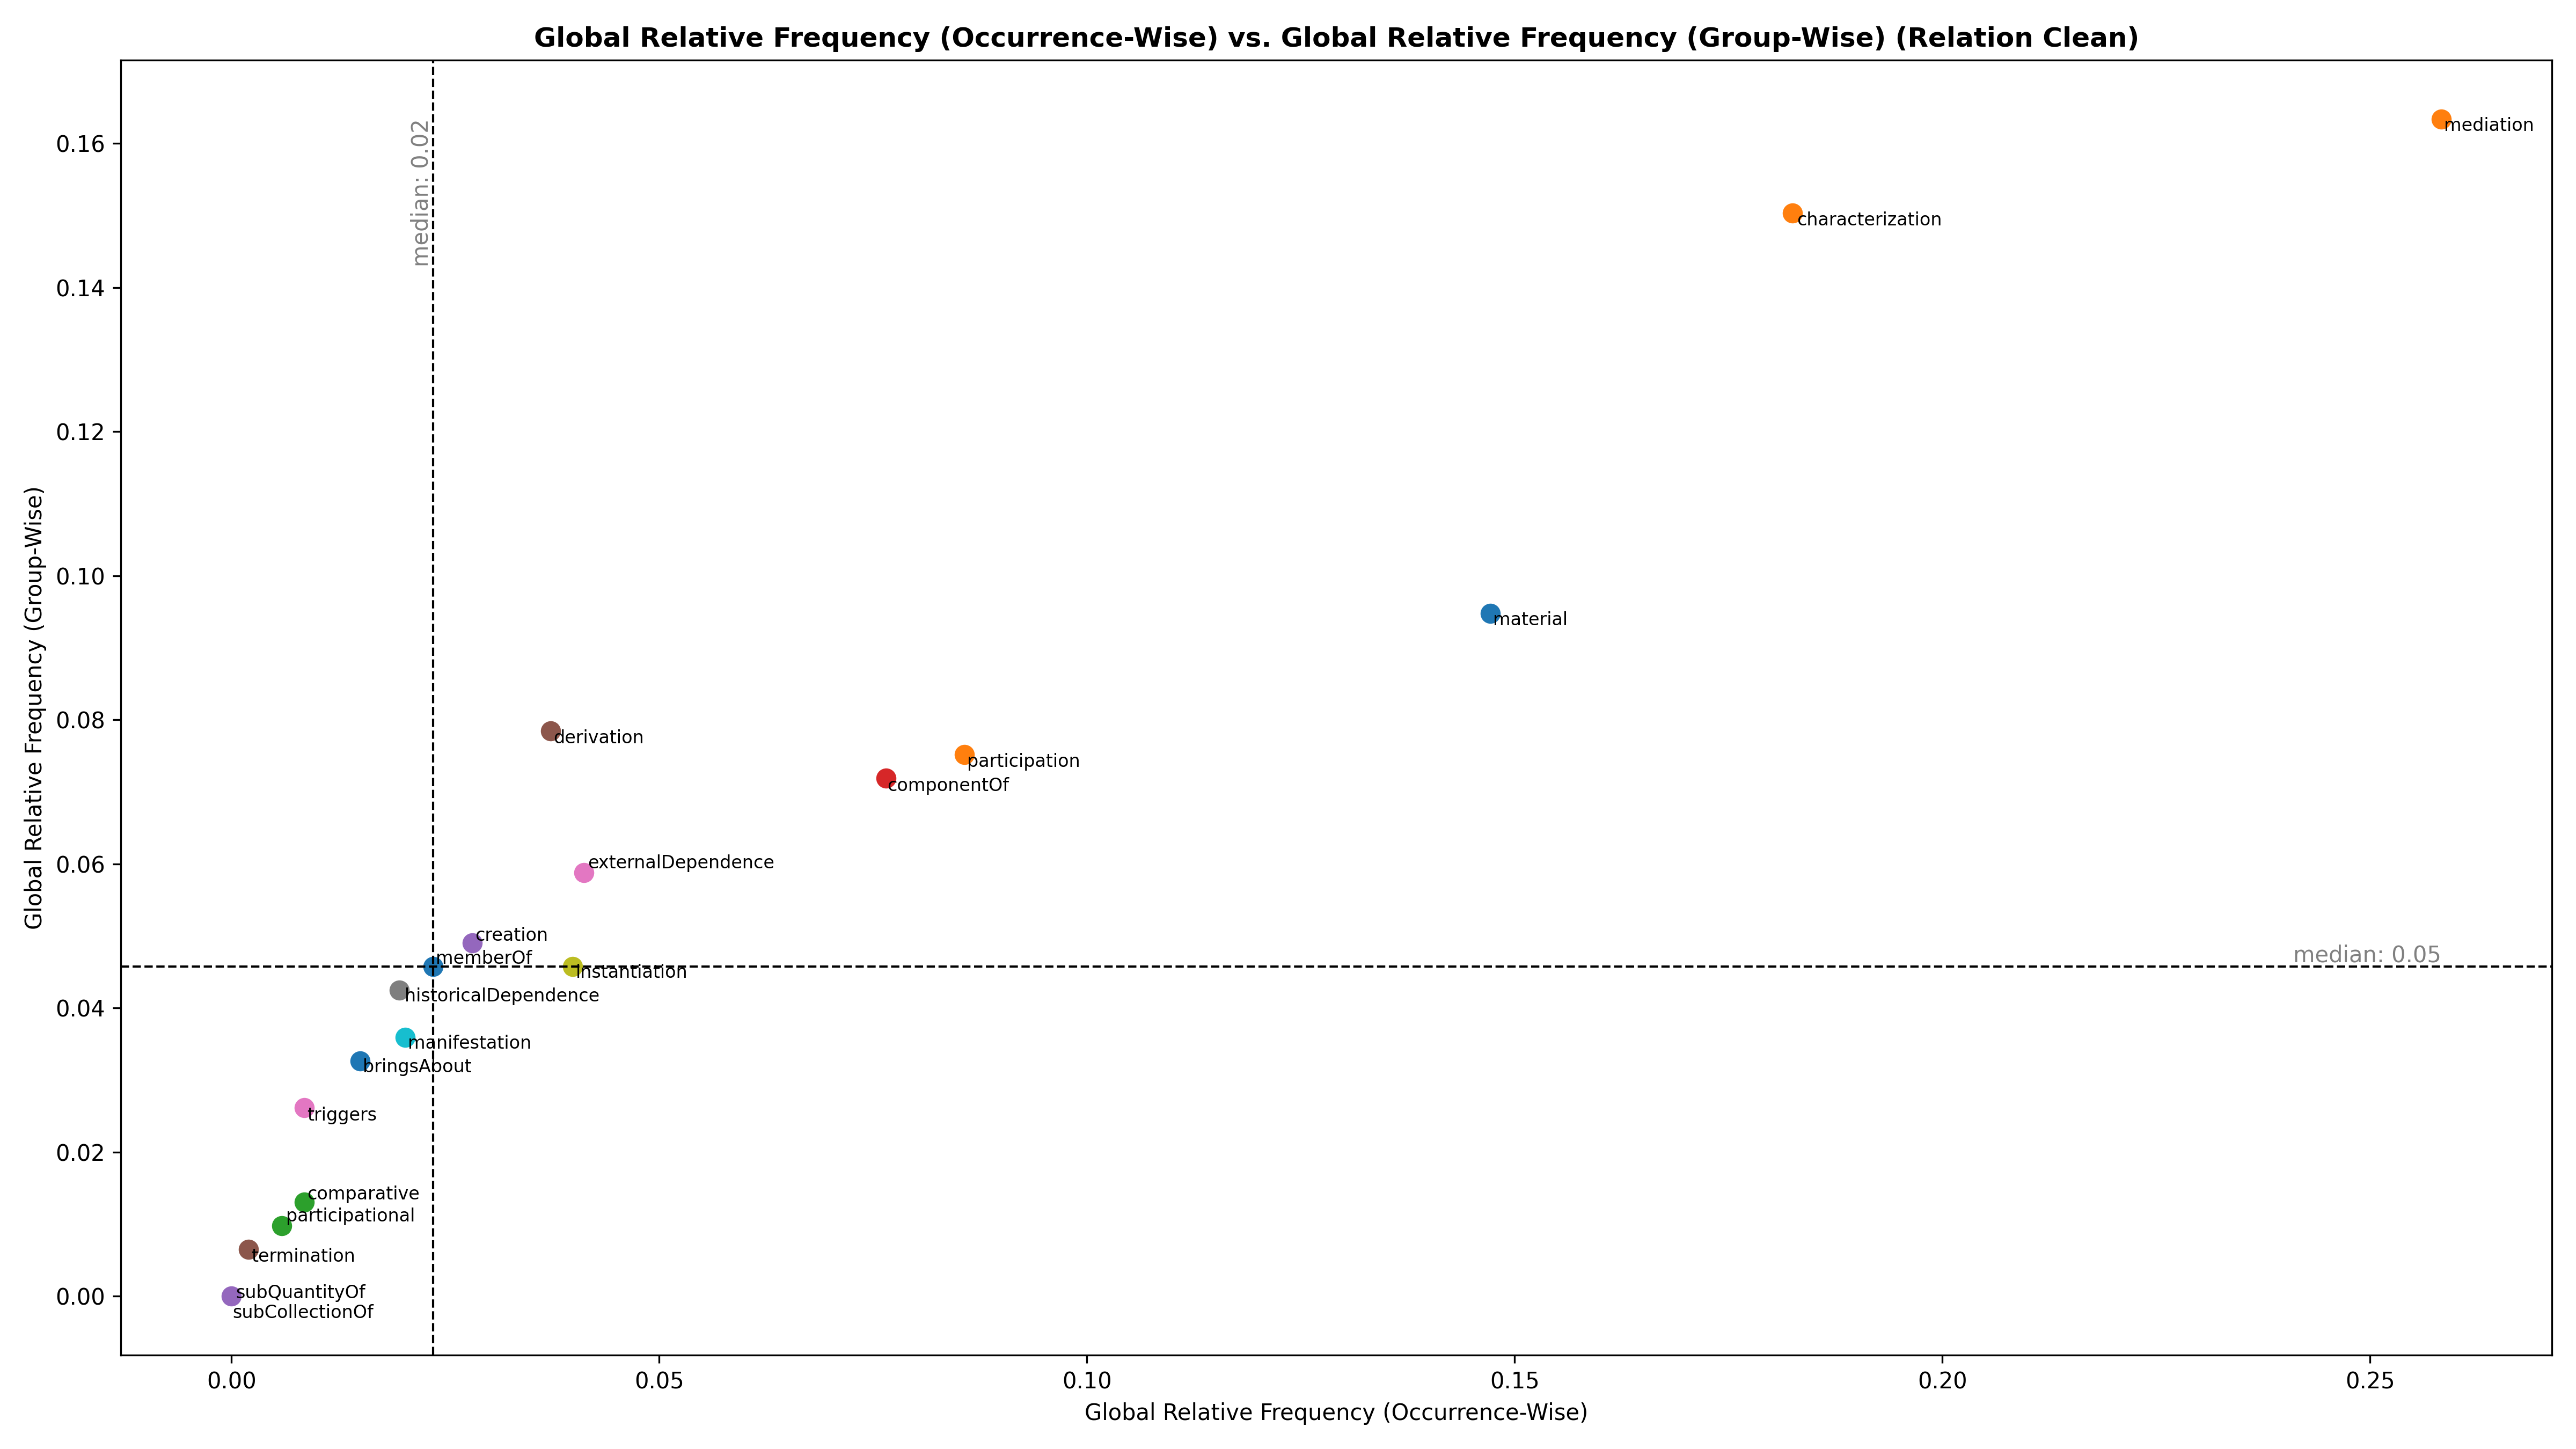 Global Relative Frequency (Occurrence-Wise) vs. Global Relative Frequency (Group-Wise) (Relation Clean)
Global Relative Frequency (Group-Wise)
0.16
0.14
0.12
0.10
0.08
0.06
0.04
0.02
0.00
median: 0.02
mediation
characterization
material
derivation
participation
componentOf
externalDependence
creation
memberOf
median: 0.05
instantiation
historicalDependence
manifestation
bringsAbout
triggers
comparative
participational
termination
subQuantityOf
subCollectionOf
0.00
0.05
0.10
0.15
0.20
0.25
Global Relative Frequency (Occurrence-Wise)